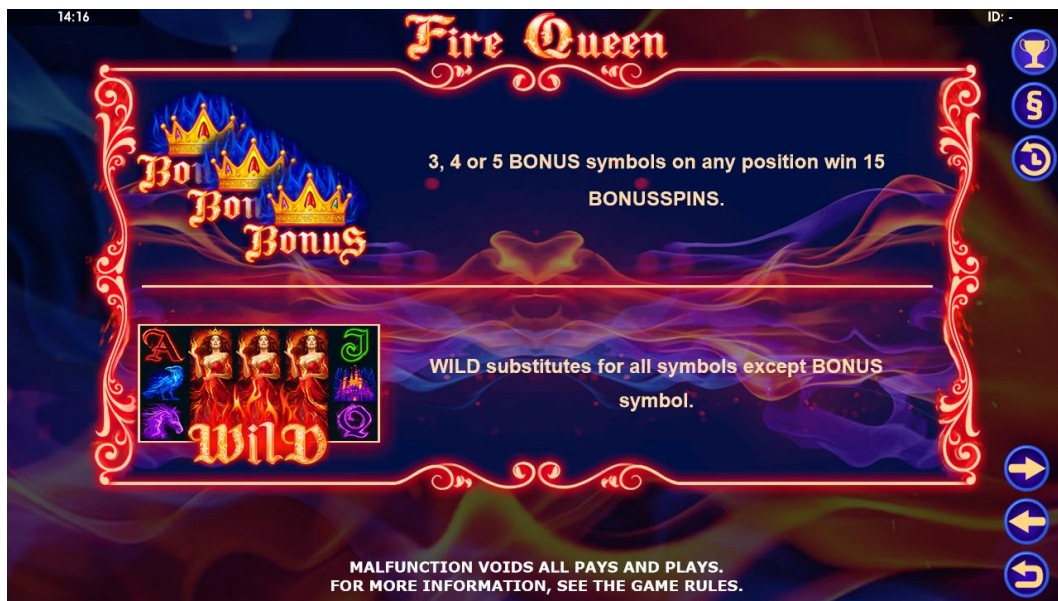 14:16
ID: -
Fire Queen
§
Bon
Bon
Bonus
3, 4 or 5 BONUS symbols on any position win 15
BONUSSPINS.
A
J
Q
Wild
WILD substitutes for all symbols except BONUS
symbol.
MALFUNCTION VOIDS ALL PAYS AND PLAYS.
FOR MORE INFORMATION, SEE THE GAME RULES.